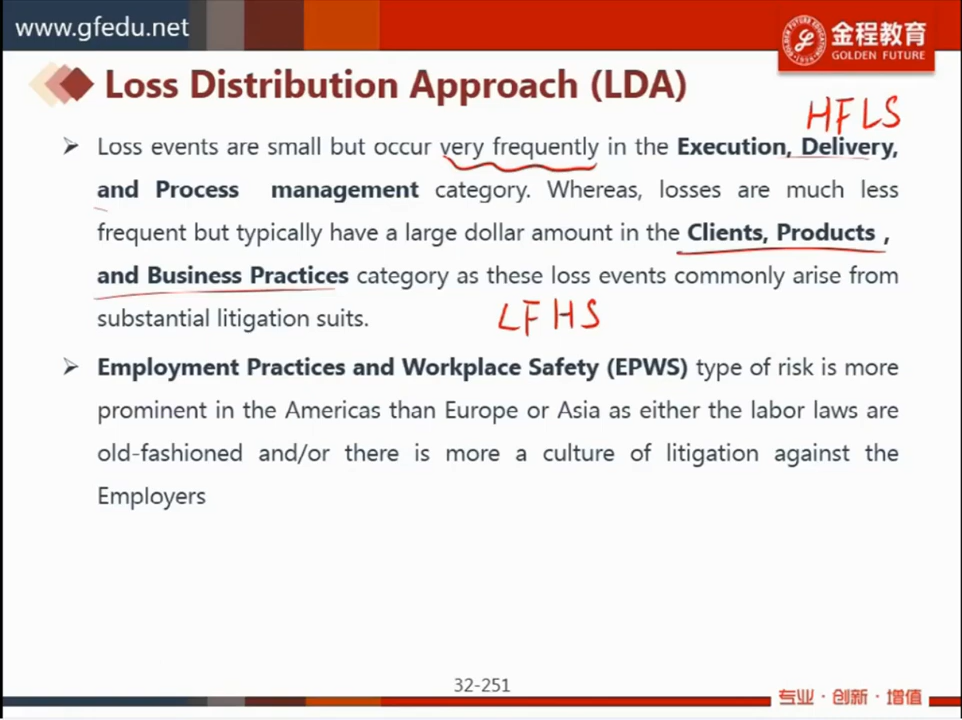 www.gfedu.net
金程教育
GOLDEN FUTURE
Loss Distribution Approach (LDA)
HFLS
Loss events are small but occur very frequently in the Execution, Delivery,
and Process management category. Whereas, losses are much less
frequent but typically have a large dollar amount in the Clients, Products ,
and Business Practices category as these loss events commonly arise from
substantial litigation suits.
LFHS
Employment Practices and Workplace Safety (EPWS) type of risk is more
prominent in the Americas than Europe or Asia as either the labor laws are
old-fashioned and/or there is more a culture of litigation against the
Employers
32-251
专业·创新·增值